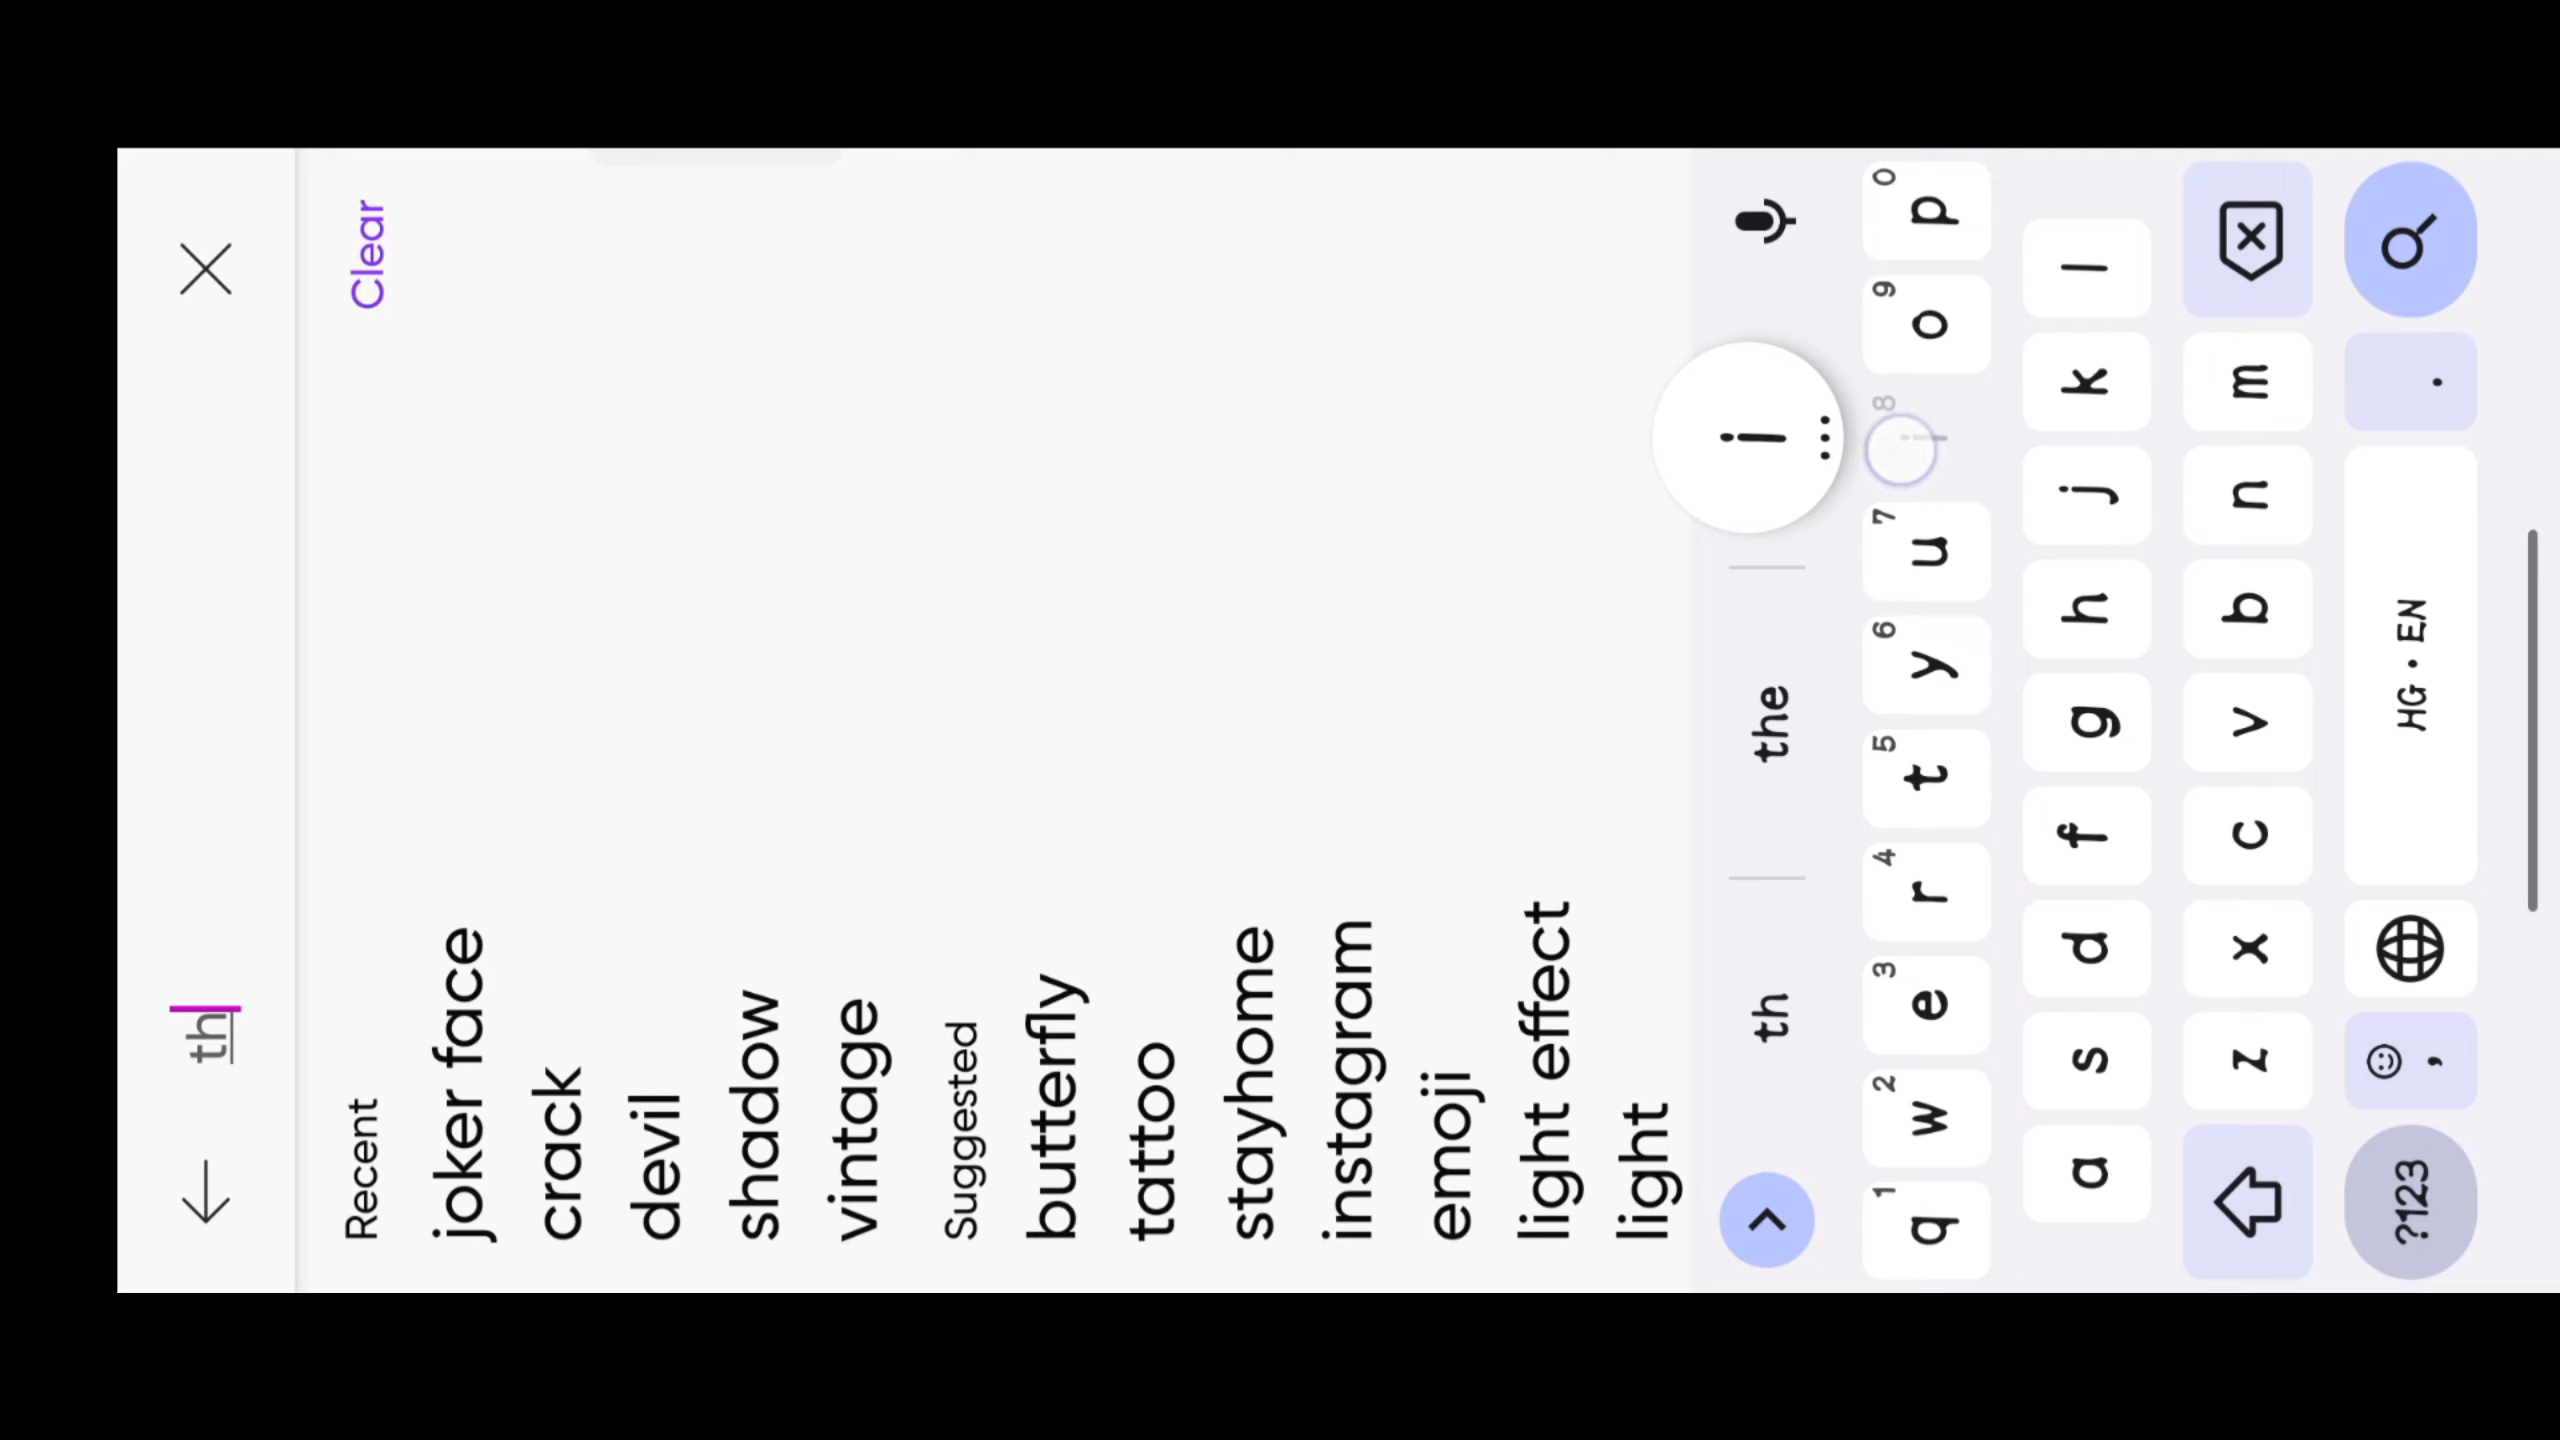 th
Recent Clear
joker face
crack
devil
shadow
vintage
Suggested
butterfly
tattoo
stayhome
instagram
emoji
light effect
light
th the
i
q 1 w 2 e 3 r 4 t 5 y 6 u 7 i 8 o 9 p 0
a s d f g h j k l
z x c v b n m
?123 , HG • EN .